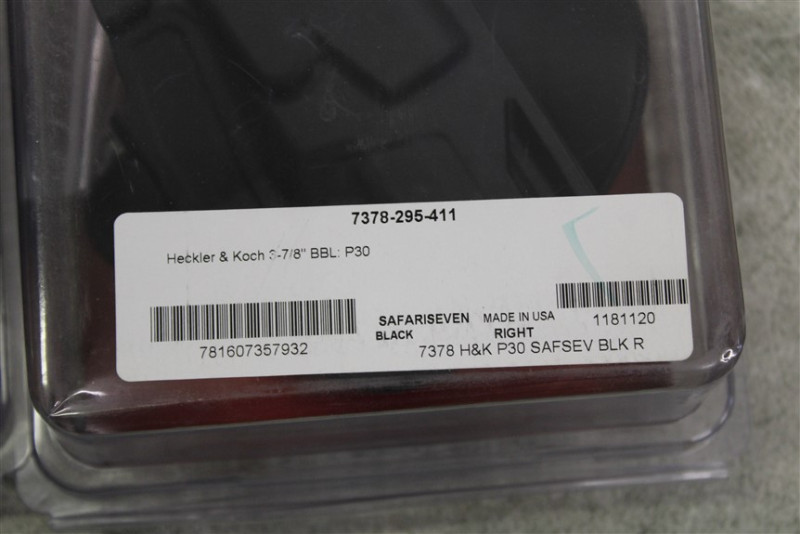 7378-295-411
Heckler & Koch 3-7/8" BBL: P30
781607357932
SAFARISEVEN MADE IN USA 1181120
BLACK RIGHT
7378 H&K P30 SAFSEV BLK R